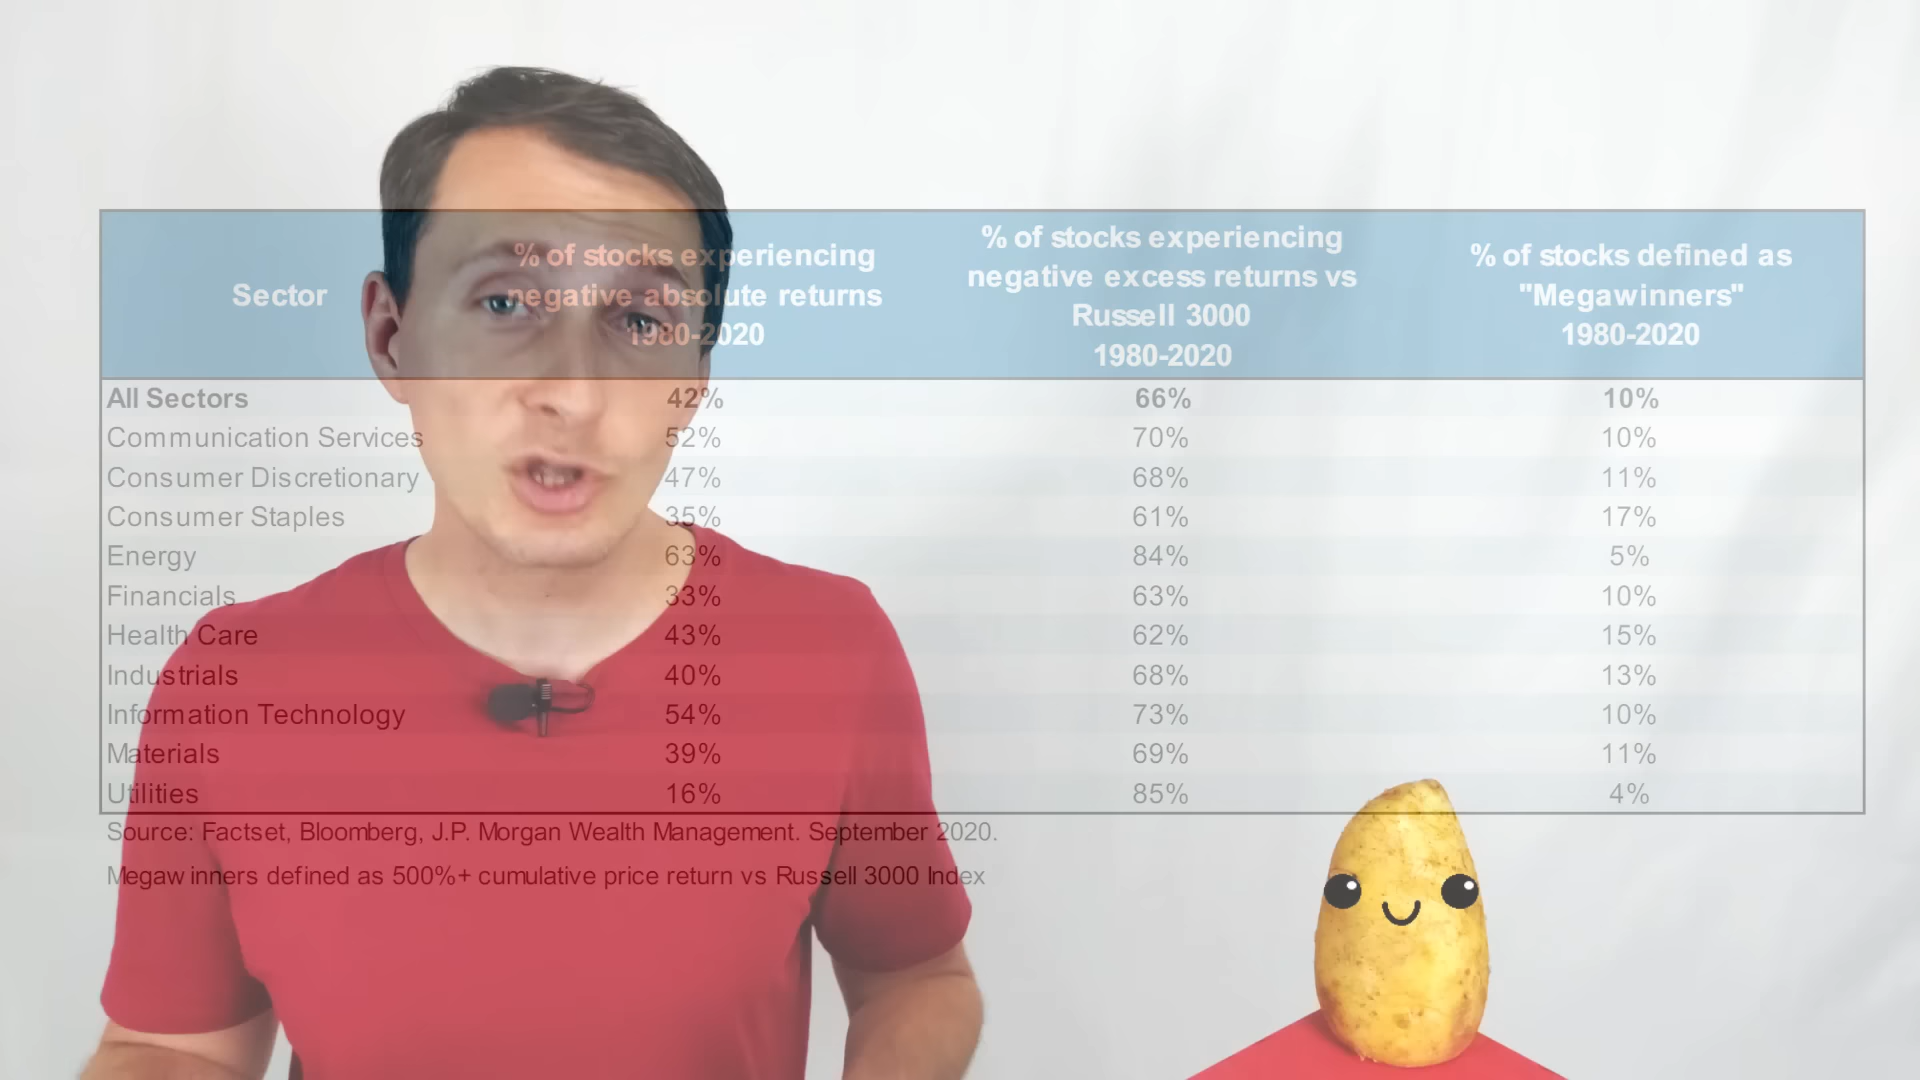 Sector
% of stocks experiencing
negative absolute returns
1980-2020
% of stocks experiencing
negative excess returns vs
Russell 3000
1980-2020
% of stocks defined as
"Megawinners"
1980-2020
All Sectors 42% 66% 10%
Communication Services 52% 70% 10%
Consumer Discretionary 47% 68% 11%
Consumer Staples 35% 61% 17%
Energy 63% 84% 5%
Financials 33% 63% 10%
Health Care 43% 62% 15%
Industrials 40% 68% 13%
Information Technology 54% 73% 10%
Materials 39% 69% 11%
Utilities 16% 85% 4%
Source: Factset, Bloomberg, J.P. Morgan Wealth Management. September 2020.
Megawinners defined as 500%+ cumulative price return vs Russell 3000 Index